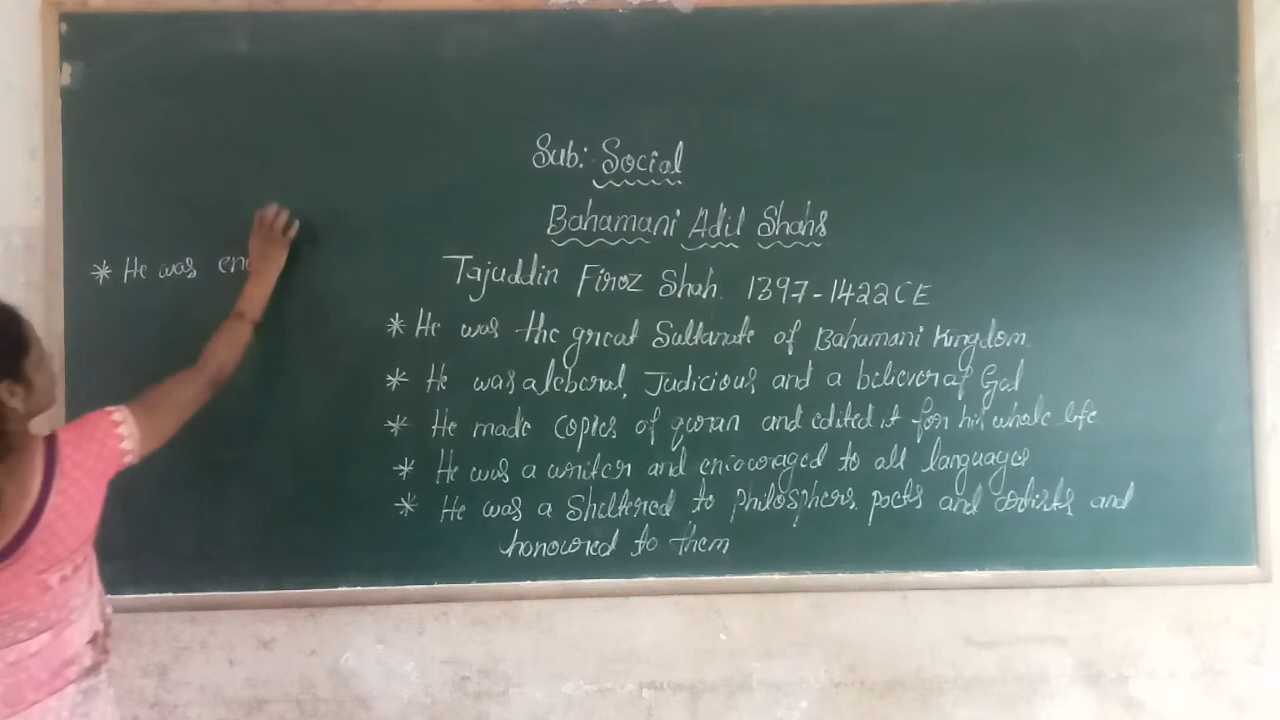 Sub: Social
Bahamani Adil Shahs
Tajuddin Firoz Shah. 1397-1422CE
* He was the great Sultanate of Bahamani Kingdom.
* He was a leberal, Judicious and a believer of God
* He made copies of quran and edited it for his whole life
* He was a writer and encouraged to all languages
* He was a Sheltered to philosphers, poets and and
honoured to them
* He was